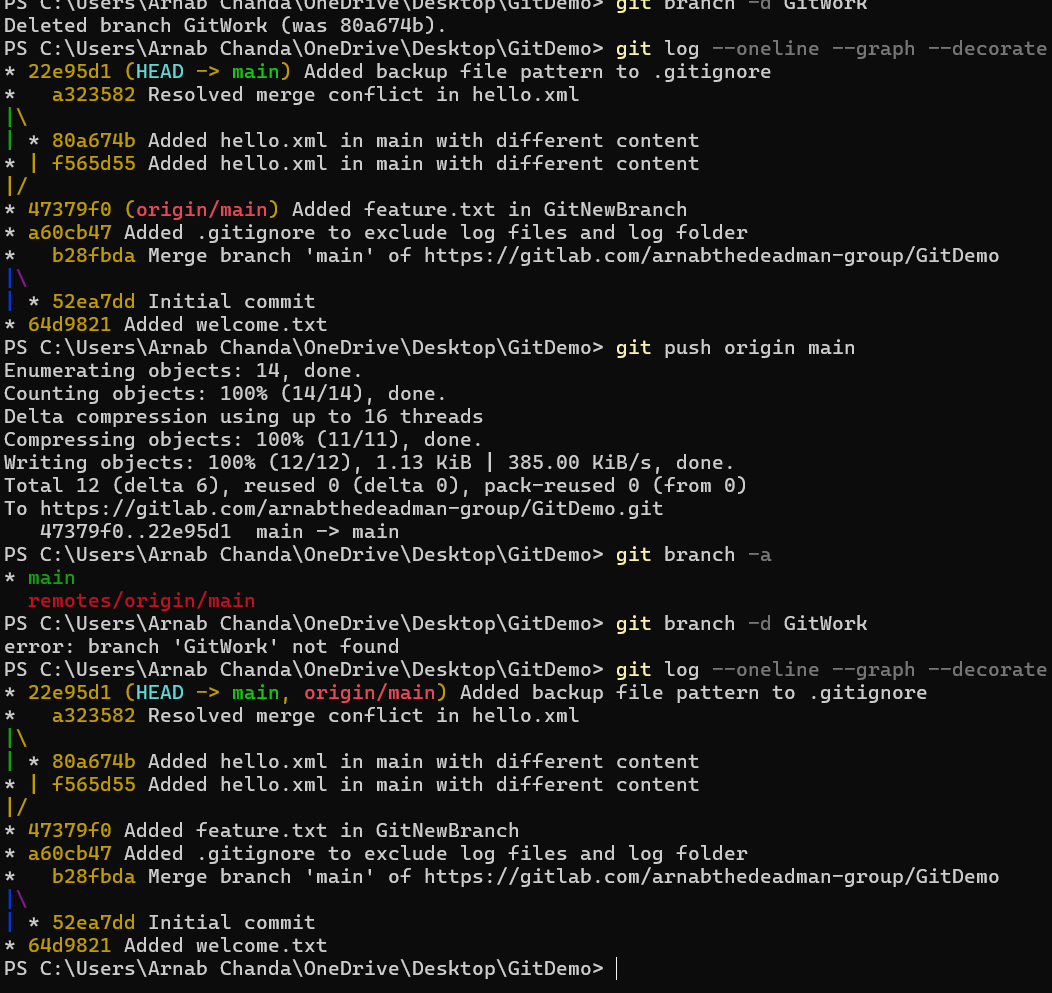 PS C:\Users\Arnab Chanda\OneDrive\Desktop\GitDemo> git branch -d GitWork
Deleted branch GitWork (was 80a674b).
PS C:\Users\Arnab Chanda\OneDrive\Desktop\GitDemo> git log --oneline --graph --decorate
* 22e95d1 (HEAD -> main) Added backup file pattern to .gitignore
*   a323582 Resolved merge conflict in hello.xml
|\
| * 80a674b Added hello.xml in main with different content
* | f565d55 Added hello.xml in main with different content
|/
* 47379f0 (origin/main) Added feature.txt in GitNewBranch
* a60cb47 Added .gitignore to exclude log files and log folder
*   b28fbda Merge branch 'main' of https://gitlab.com/arnabthedeadman-group/GitDemo
|\
| * 52ea7dd Initial commit
* 64d9821 Added welcome.txt
PS C:\Users\Arnab Chanda\OneDrive\Desktop\GitDemo> git push origin main
Enumerating objects: 14, done.
Counting objects: 100% (14/14), done.
Delta compression using up to 16 threads
Compressing objects: 100% (11/11), done.
Writing objects: 100% (12/12), 1.13 KiB | 385.00 KiB/s, done.
Total 12 (delta 6), reused 0 (delta 0), pack-reused 0 (from 0)
To https://gitlab.com/arnabthedeadman-group/GitDemo.git
   47379f0..22e95d1  main -> main
PS C:\Users\Arnab Chanda\OneDrive\Desktop\GitDemo> git branch -a
* main
  remotes/origin/main
PS C:\Users\Arnab Chanda\OneDrive\Desktop\GitDemo> git branch -d GitWork
error: branch 'GitWork' not found
PS C:\Users\Arnab Chanda\OneDrive\Desktop\GitDemo> git log --oneline --graph --decorate
* 22e95d1 (HEAD -> main, origin/main) Added backup file pattern to .gitignore
*   a323582 Resolved merge conflict in hello.xml
|\
| * 80a674b Added hello.xml in main with different content
* | f565d55 Added hello.xml in main with different content
|/
* 47379f0 Added feature.txt in GitNewBranch
* a60cb47 Added .gitignore to exclude log files and log folder
*   b28fbda Merge branch 'main' of https://gitlab.com/arnabthedeadman-group/GitDemo
|\
| * 52ea7dd Initial commit
* 64d9821 Added welcome.txt
PS C:\Users\Arnab Chanda\OneDrive\Desktop\GitDemo>